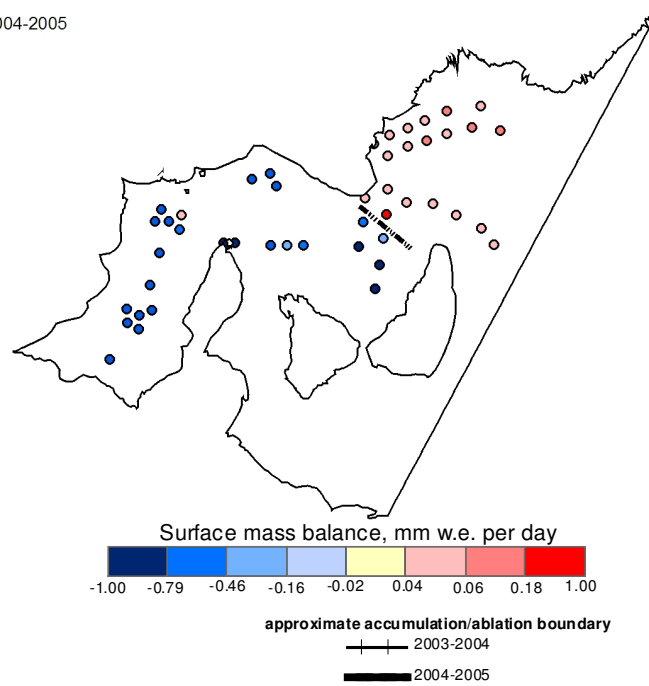 004-2005
Surface mass balance, mm w.e. per day
-1.00 -0.79 -0.46 -0.16 -0.02 0.04 0.06 0.18 1.00
approximate accumulation/ablation boundary
2003-2004
2004-2005